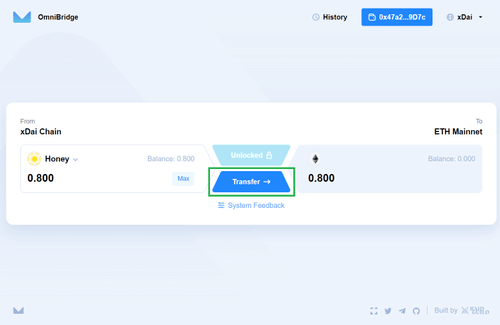 OmniBridge
History
0x47a2...9D7c
xDai
From
To
xDai Chain
ETH Mainnet
Honey
Balance: 0.800
Unlocked
Balance: 0.000
0.800
Max
Transfer
0.800
System Feedback
Built by